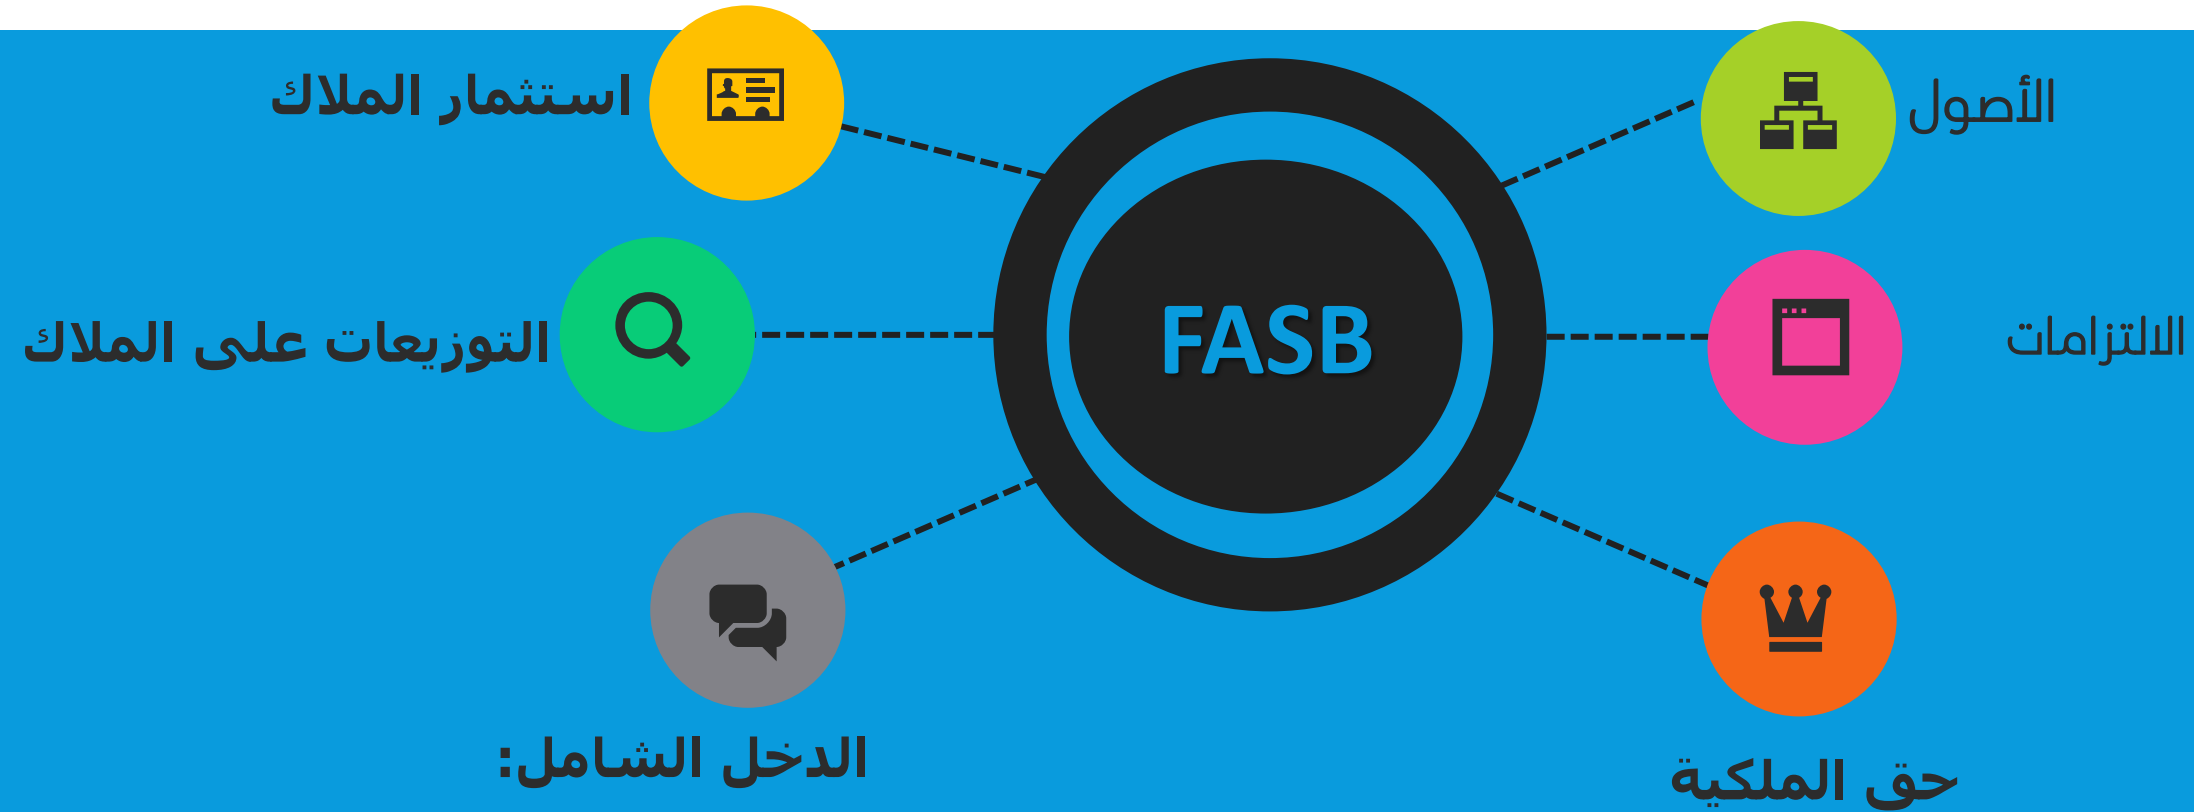 الأصول
استثمار الملاك
FASB
الالتزامات
التوزيعات على الملاك
حق الملكية
الدخل الشامل: